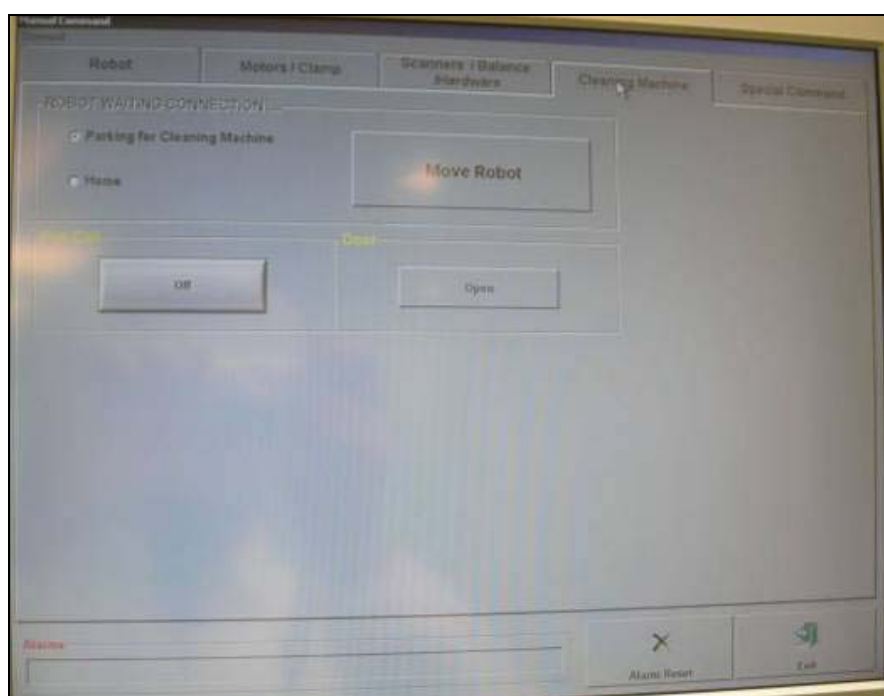 Manual Command
Robot
Motors / Clamp
Scanners / Balance
/Hardware
Cleaning Machine
Special Command
ROBOT WAITING CONNECTION
Parking for Cleaning Machine
Home
Move Robot
Door
Off
Open
Alarms
Alarm Reset
Exit